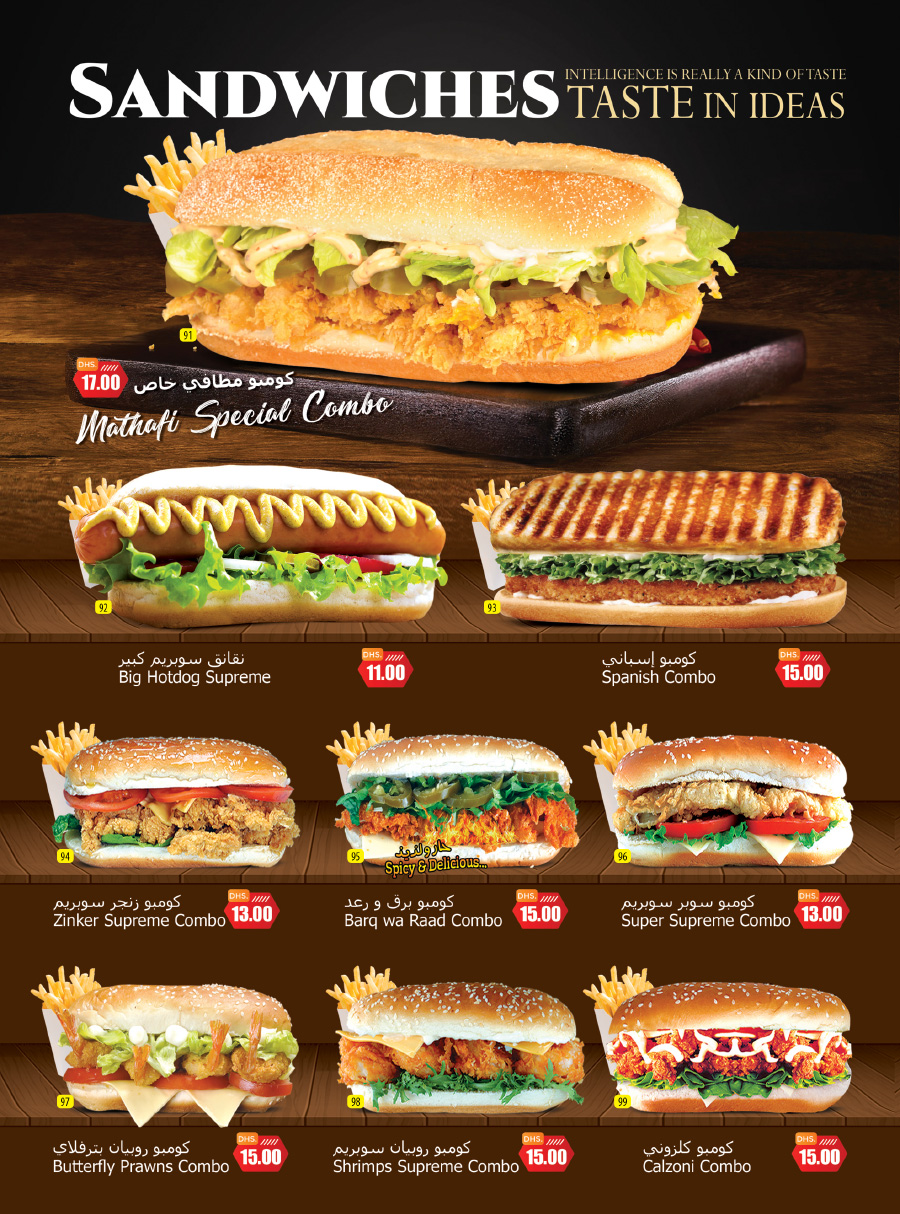 SANDWICHES
INTELLIGENCE IS REALLY A KIND OF TASTE
TASTE IN IDEAS
91
DHS.
17.00
كومبو مطافي خاص
Mathafi Special Combo
92
93
نقانق سوبريم كبير
Big Hotdog Supreme
DHS.
11.00
كومبو إسباني
Spanish Combo
DHS.
15.00
94
95
حار و لذيذ
Spicy & Delicious...
96
كومبو زنجر سوبريم
Zinker Supreme Combo
DHS.
13.00
كومبو برق و رعد
Barq wa Raad Combo
DHS.
15.00
كومبو سوبر سوبريم
Super Supreme Combo
DHS.
13.00
97
98
99
كومبو روبيان بترفلاي
Butterfly Prawns Combo
DHS.
15.00
كومبو روبيان سوبريم
Shrimps Supreme Combo
DHS.
15.00
كومبو كلزوني
Calzoni Combo
DHS.
15.00